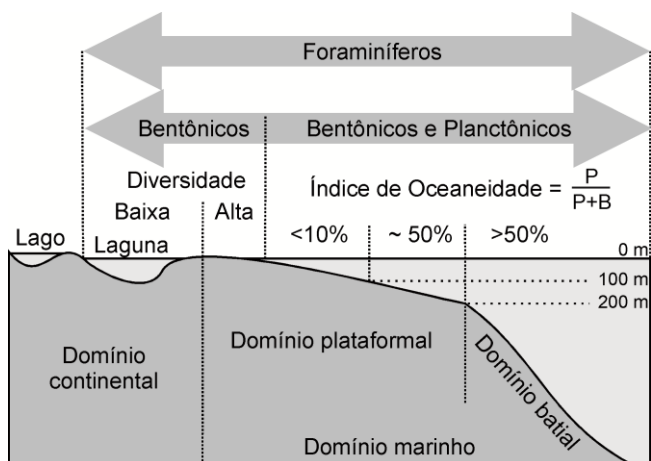 Foraminíferos
Bentônicos
Bentônicos e Planctônicos
Diversidade
Baixa
Alta
Índice de Oceaneidade = P
P+B
<10%
~ 50%
>50%
Lago
Laguna
0 m
100 m
200 m
Domínio
continental
Domínio plataformal
Domínio batial
Domínio marinho